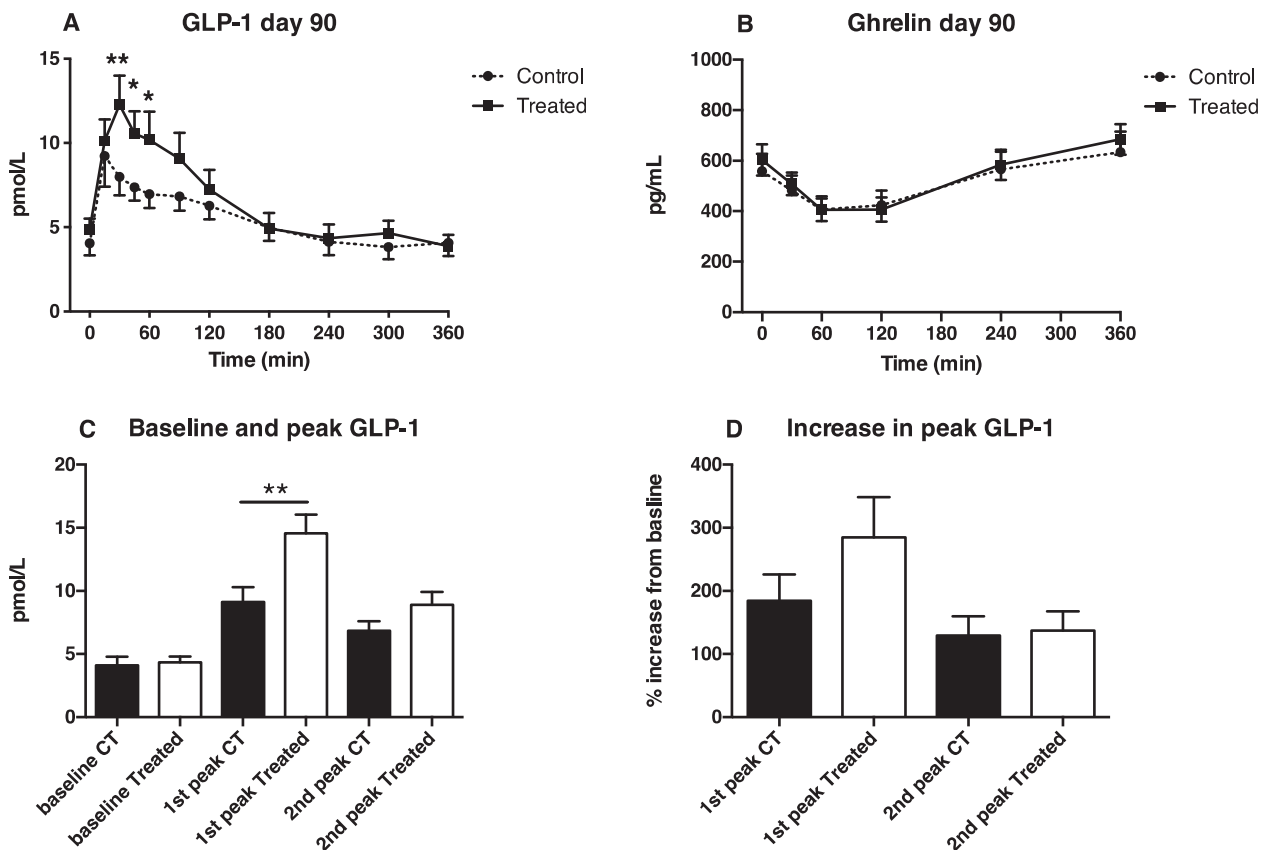 A GLP-1 day 90
15
10
5
0
pmol/L
**
*
*
Control
Treated
0 60 120 180 240 300 360
Time (min)
B Ghrelin day 90
1000
800
600
400
200
0
pg/mL
Control
Treated
0 60 120 180 240 300 360
Time (min)
C Baseline and peak GLP-1
20
15
10
5
0
pmol/L
**
baseline CT
baseline Treated
1st peak CT
1st peak Treated
2nd peak CT
2nd peak Treated
D Increase in peak GLP-1
400
300
200
100
0
% increase from basline
1st peak CT
1st peak Treated
2nd peak CT
2nd peak Treated